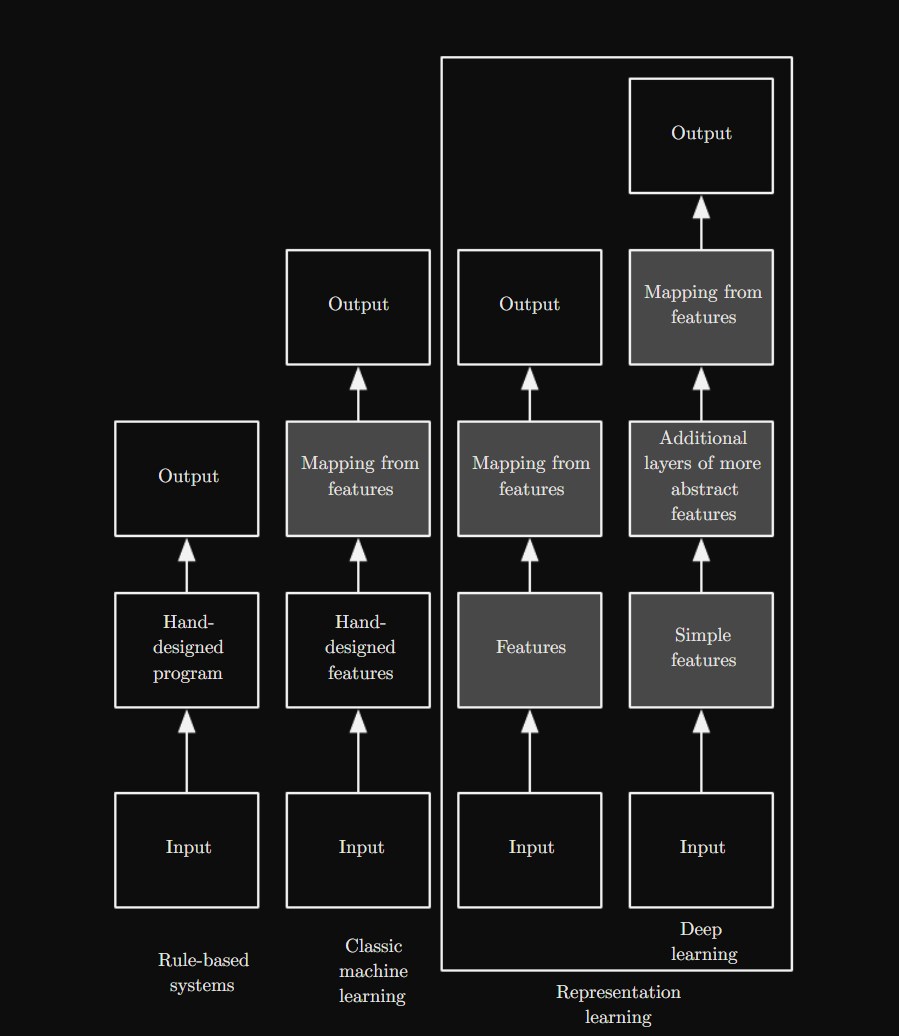 Output
Mapping from
features
Output
Output
Additional
layers of more
abstract
features
Mapping from
features
Mapping from
features
Output
Simple
features
Features
Hand-
designed
features
Hand-
designed
program
Input
Input
Input
Input
Deep
learning
Classic
machine
learning
Rule-based
systems
Representation
learning